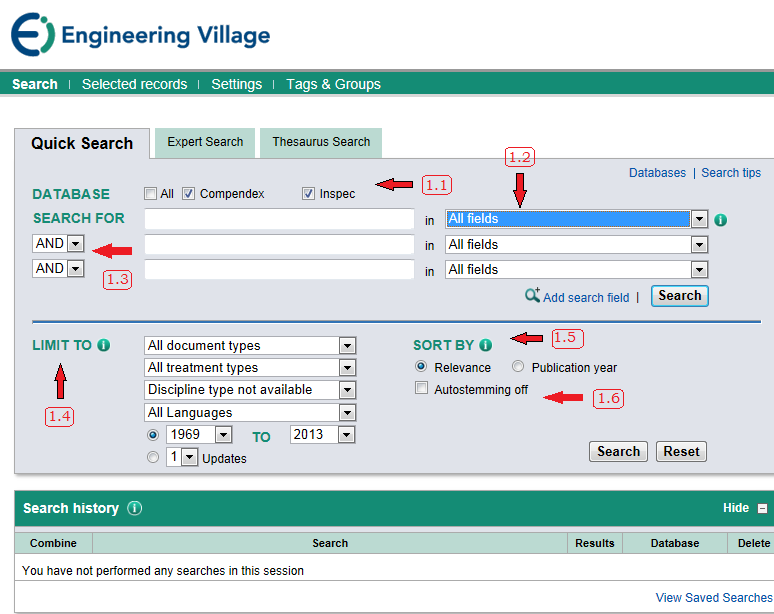 Ei Engineering Village
Search | Selected records | Settings | Tags & Groups
Quick Search Expert Search Thesaurus Search
1.2
Databases | Search tips
DATABASE All Compendex Inspec 1.1
SEARCH FOR in All fields
AND in All fields
1.3
AND in All fields
Add search field | Search
LIMIT TO
1.4
All document types
All treatment types
Discipline type not available
All Languages
1969 TO 2013
1 Updates
SORT BY 1.5
Relevance Publication year
Autostemming off 1.6
Search Reset
Search history Hide
Combine Search Results Database Delete
You have not performed any searches in this session
View Saved Searches